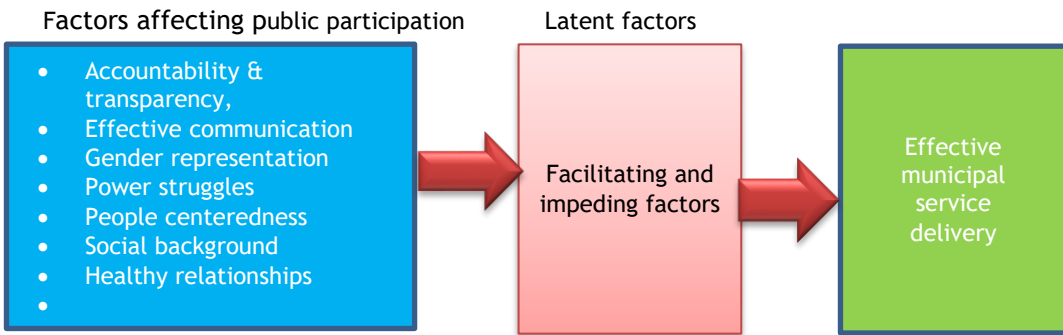 Factors affecting public participation
Latent factors
• Accountability &
transparency,
• Effective communication
• Gender representation
• Power struggles
• People centeredness
• Social background
• Healthy relationships
•
Facilitating and
impeding factors
Effective
municipal
service
delivery